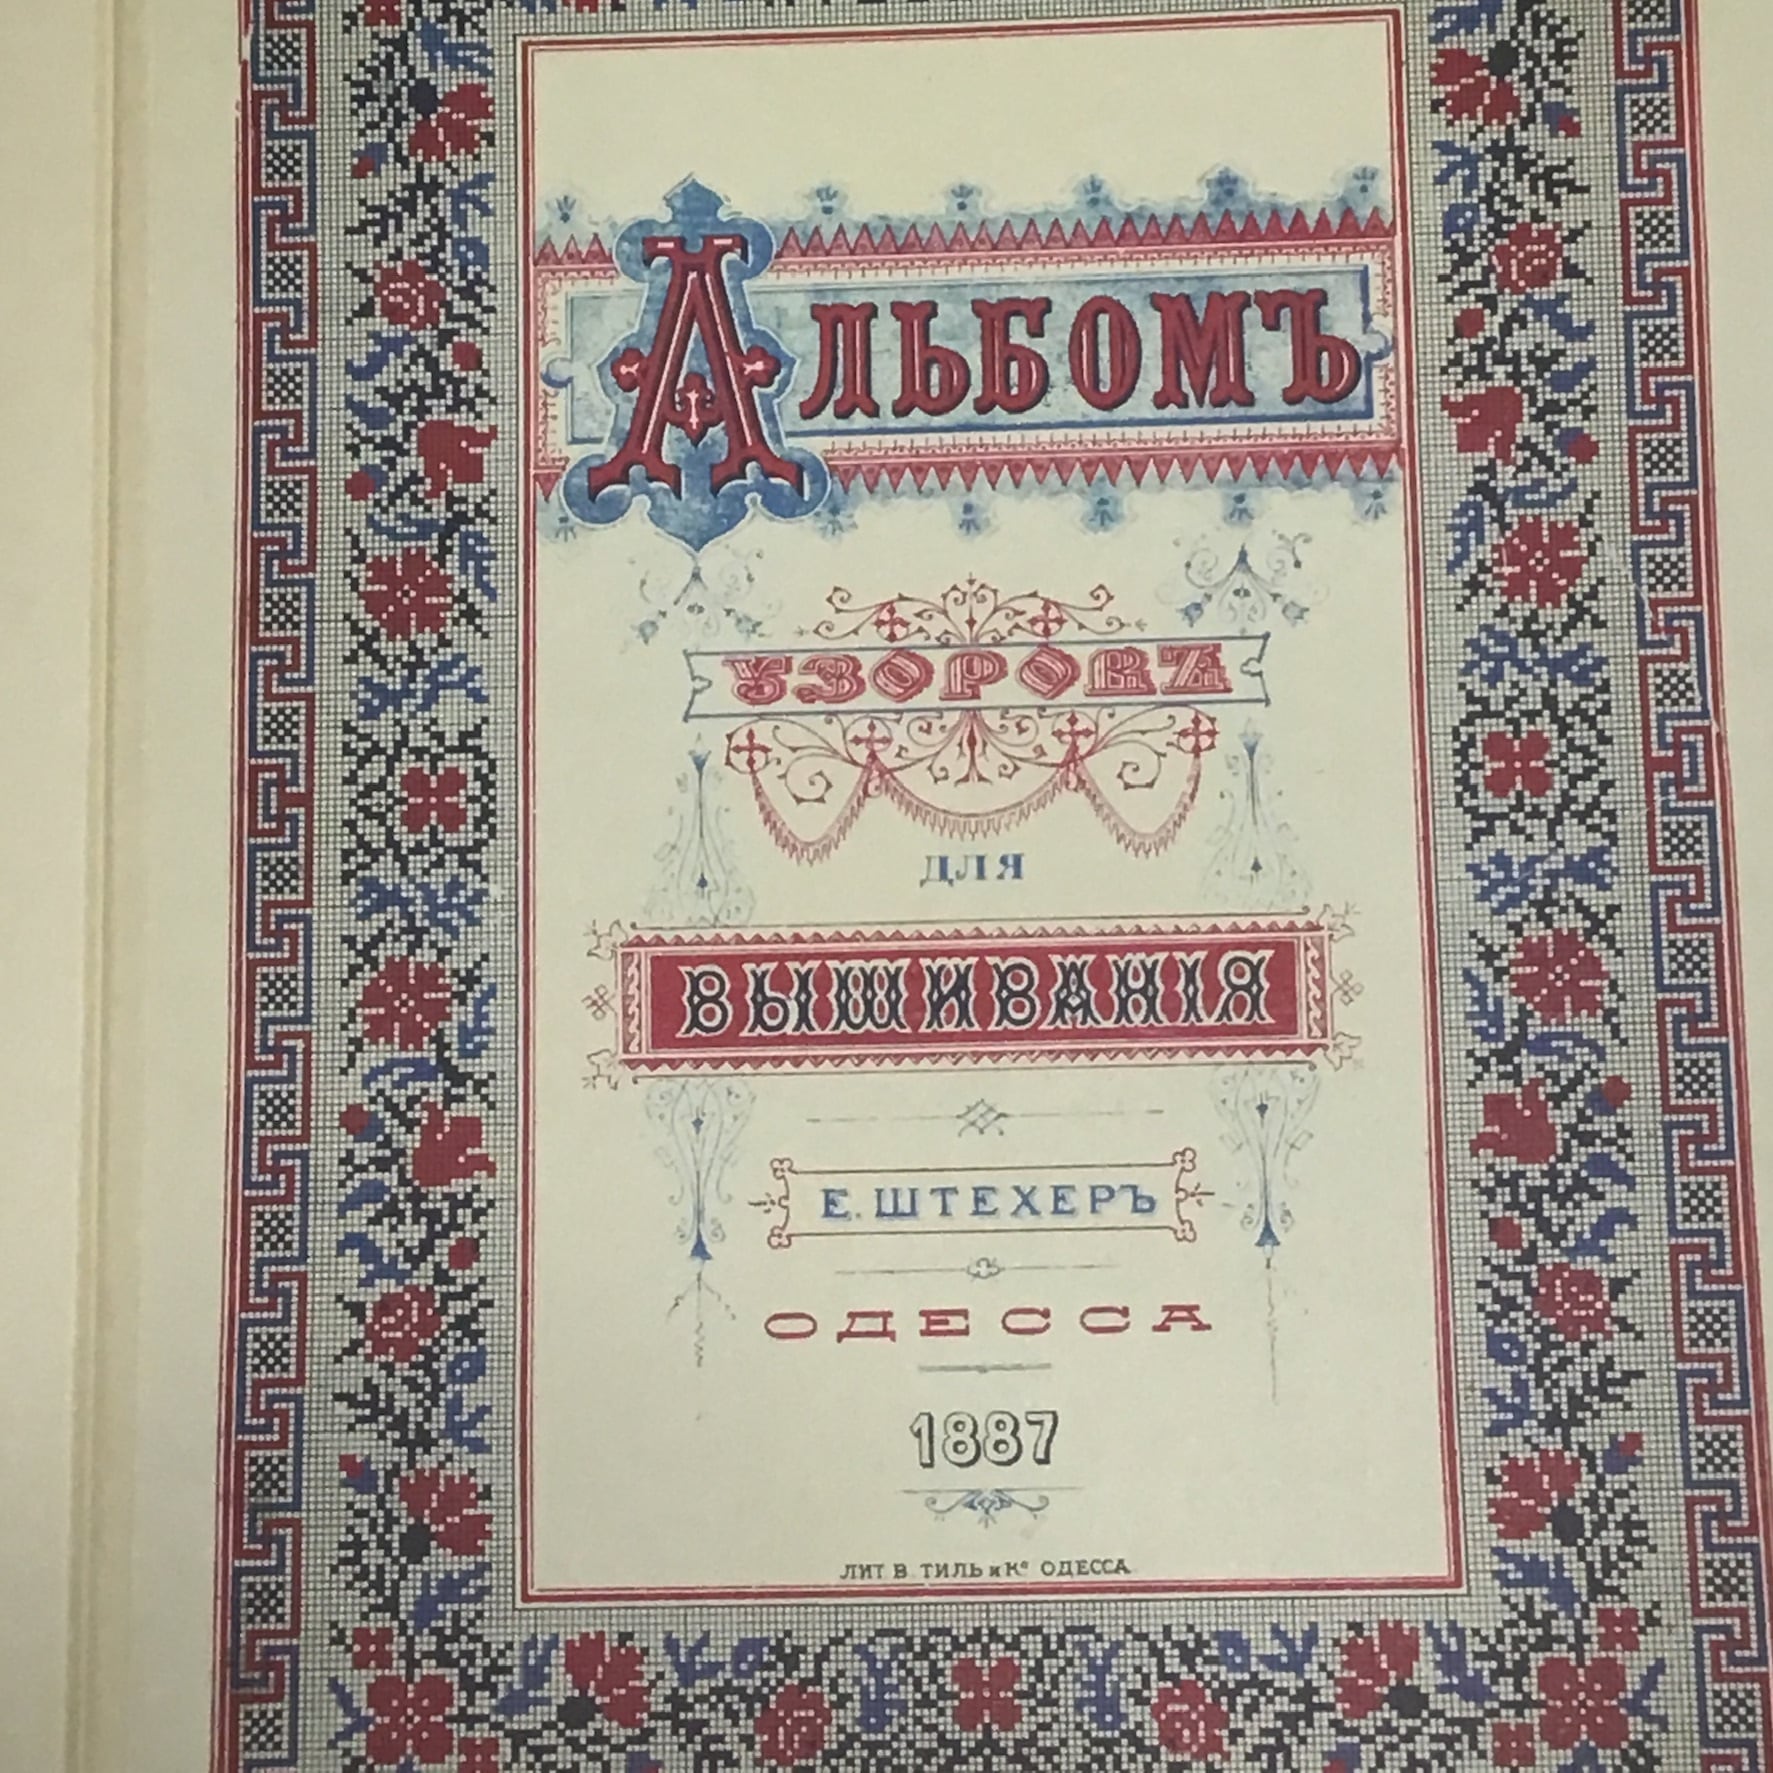 Альбомъ
узоровъ
для
вышиванія
Е. ШТЕХЕРЪ
ОДЕССА
1887
ЛИТ В. ТИЛЬ и Ко ОДЕССА